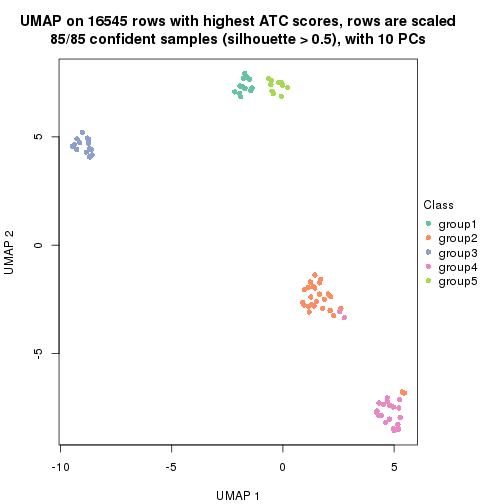 UMAP on 16545 rows with highest ATC scores, rows are scaled
85/85 confident samples (silhouette > 0.5), with 10 PCs
5
0
-5
UMAP 2
-10
-5
0
5
UMAP 1
Class
group1
group2
group3
group4
group5